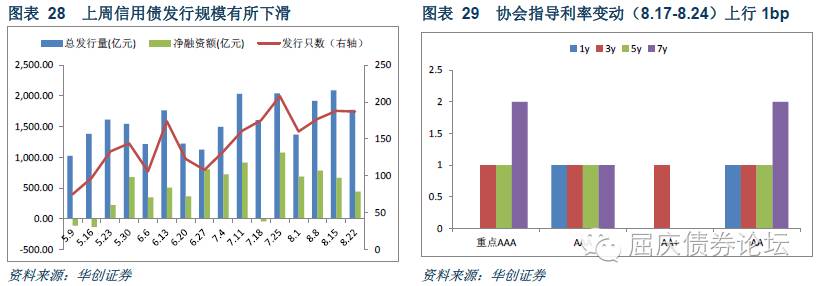 图表 28 上周信用债发行规模有所下滑
总发行量(亿元) 净融资额(亿元) 发行只数（右轴）
2,500.00
2,000.00
1,500.00
1,000.00
500.00
0.00
-500.00
250
200
150
100
50
0
5.9 5.16 5.23 5.30 6.6 6.13 6.20 6.27 7.4 7.11 7.18 7.25 8.1 8.8 8.15 8.22
资料来源：华创证券
图表 29 协会指导利率变动（8.17-8.24）上行 1bp
1y 3y 5y 7y
2.5
2
1.5
1
0.5
0
重点AAA AA+
屈庆债券论坛
资料来源：华创证券